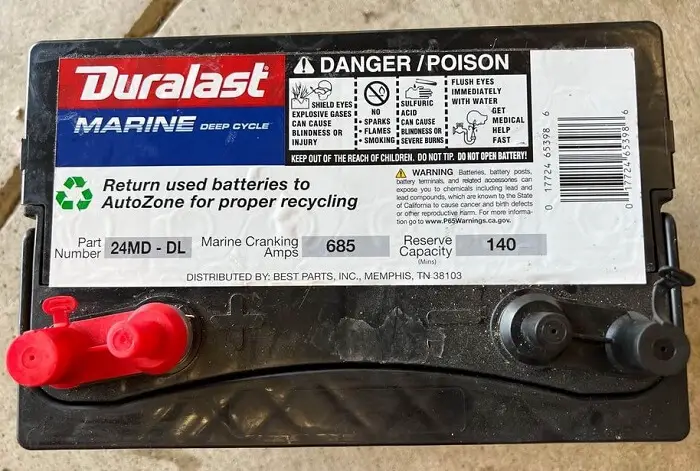 Duralast
MARINE DEEP CYCLE
DANGER / POISON
SHIELD EYES
EXPLOSIVE GASES
CAN CAUSE
BLINDNESS OR
INJURY
NO
• SPARKS
• FLAMES
• SMOKING
SULFURIC
ACID
CAN CAUSE
BLINDNESS OR
SEVERE BURNS
FLUSH EYES
IMMEDIATELY
WITH WATER
GET
MEDICAL
HELP
FAST
KEEP OUT OF THE REACH OF CHILDREN. DO NOT TIP. DO NOT OPEN BATTERY!
Return used batteries to
AutoZone for proper recycling
WARNING Batteries, battery posts,
battery terminals, and related accessories can
expose you to chemicals including lead and
lead compounds, which are known to the State of
California to cause cancer and birth defects
or other reproductive harm. For more informa-
tion go to www.P65Warnings.ca.gov.
0 17724 65398 6
0 17724 65398 6
Part
Number
24MD - DL
Marine Cranking
Amps
685
Reserve
Capacity
(Mins)
140
DISTRIBUTED BY: BEST PARTS, INC., MEMPHIS, TN 38103
+
−
Duralast